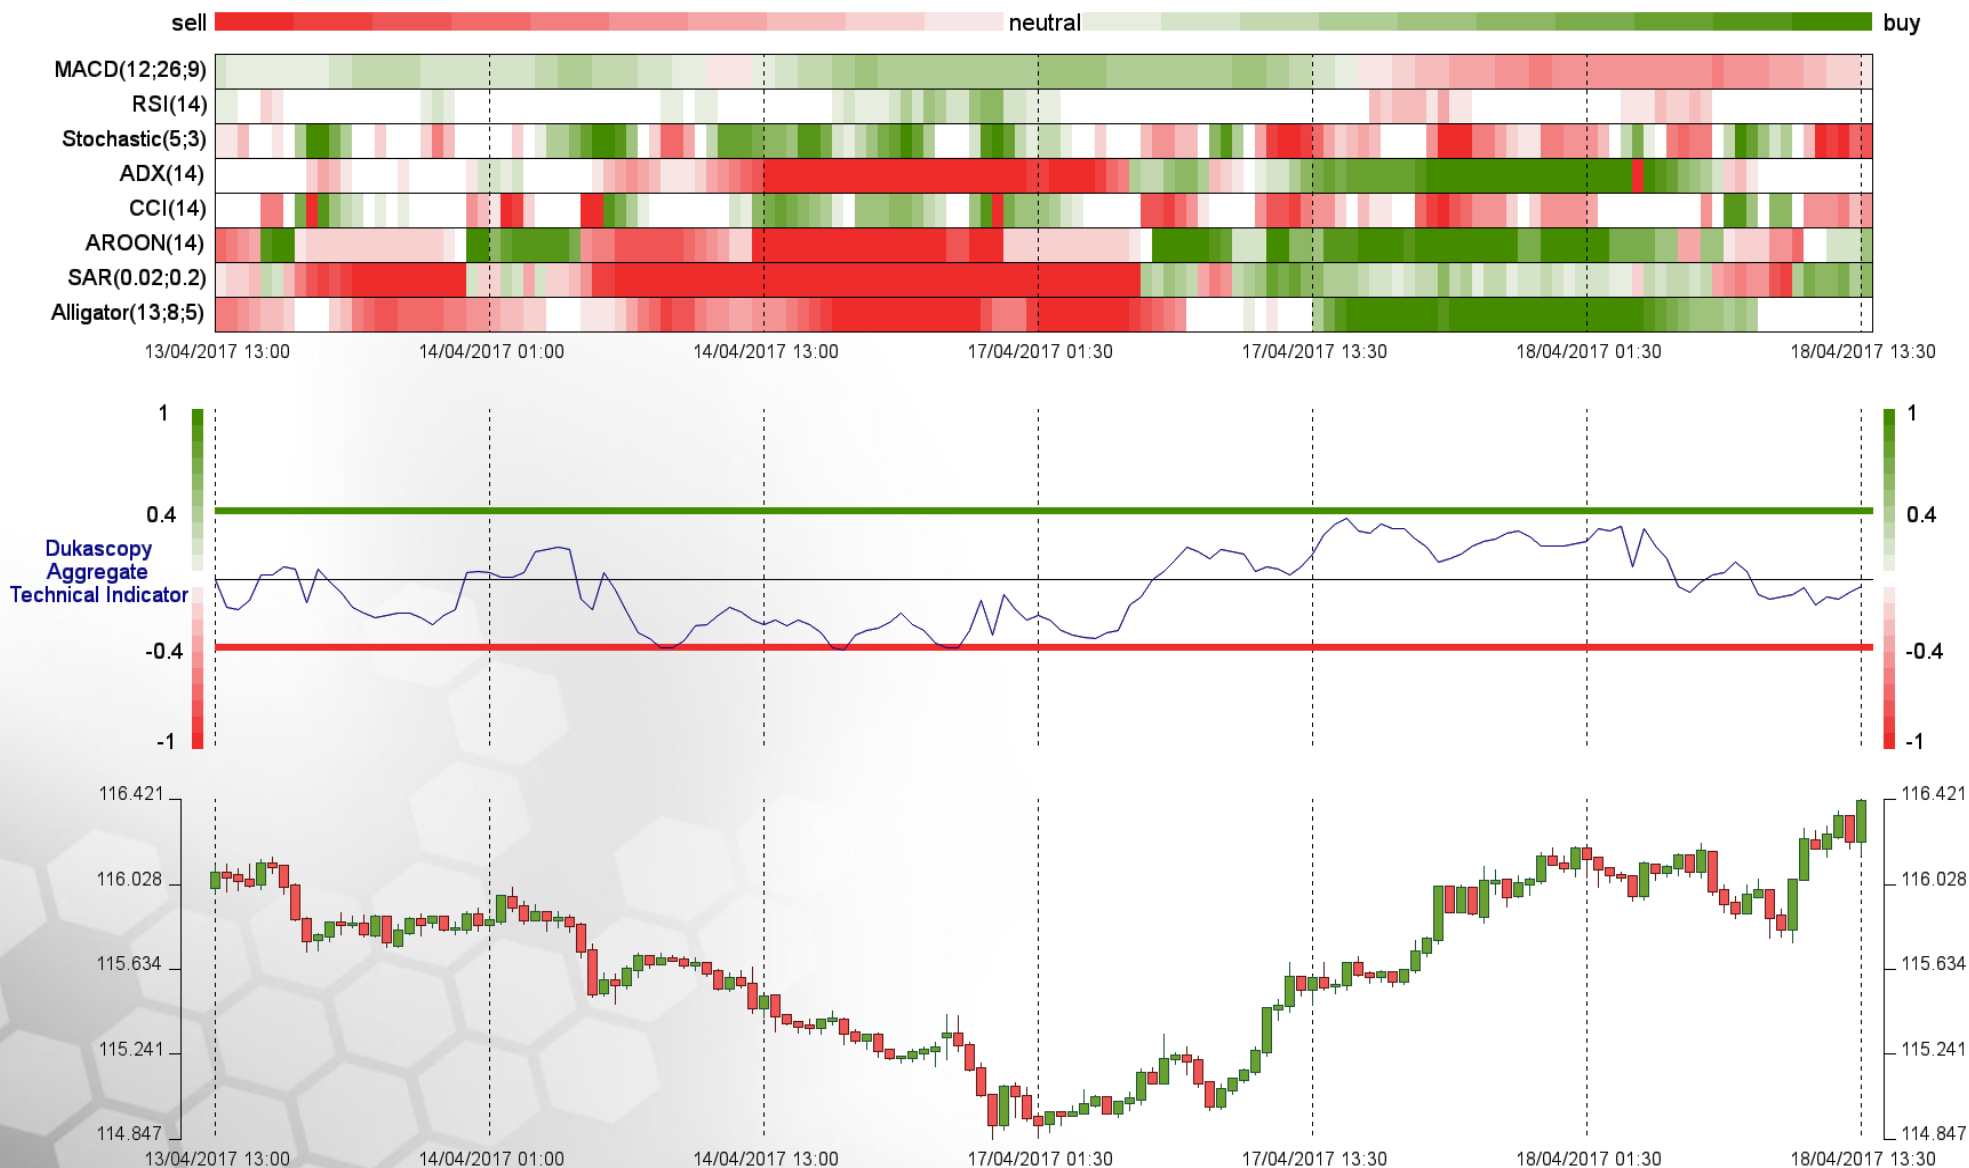 sell neutral buy
MACD(12;26;9)
RSI(14)
Stochastic(5;3)
ADX(14)
CCI(14)
AROON(14)
SAR(0.02;0.2)
Alligator(13;8;5)
13/04/2017 13:00 14/04/2017 01:00 14/04/2017 13:00 17/04/2017 01:30 17/04/2017 13:30 18/04/2017 01:30 18/04/2017 13:30
1 1
0.4 0.4
Dukascopy
Aggregate
Technical Indicator
-0.4 -0.4
-1 -1
116.421 116.421
116.028 116.028
115.634 115.634
115.241 115.241
114.847 114.847
13/04/2017 13:00 14/04/2017 01:00 14/04/2017 13:00 17/04/2017 01:30 17/04/2017 13:30 18/04/2017 01:30 18/04/2017 13:30